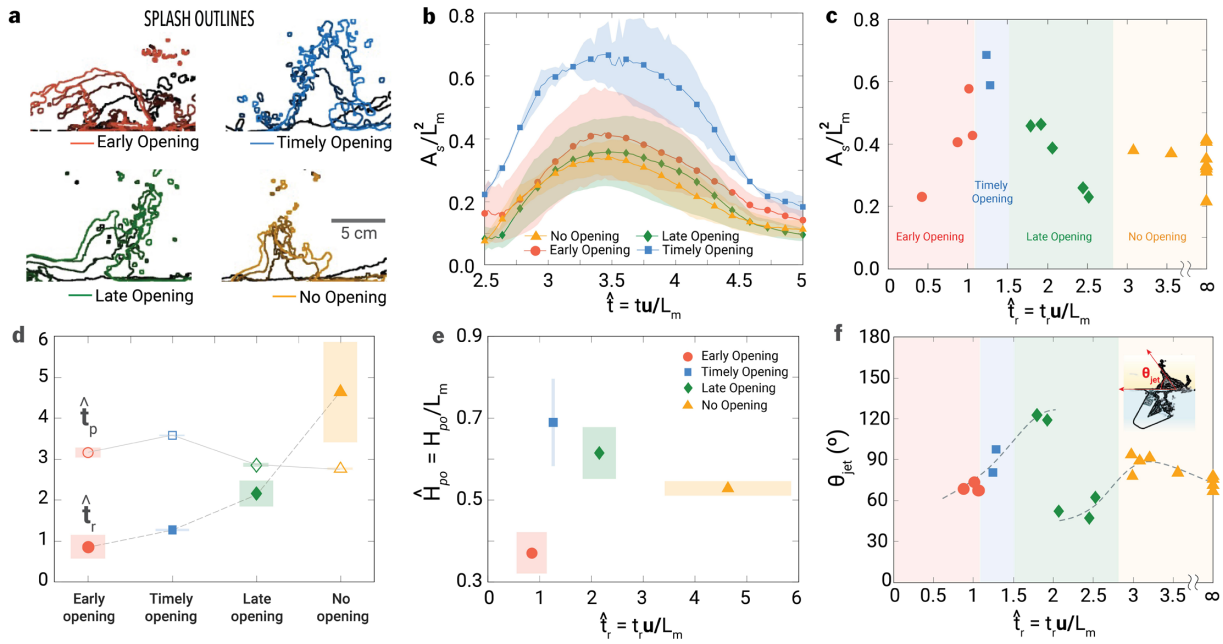 a
SPLASH OUTLINES
Early Opening
Timely Opening
Late Opening
No Opening
5 cm
b
A_s/L_m^2
0.8
0.6
0.4
0.2
0.0
No Opening
Late Opening
Early Opening
Timely Opening
2.5 3 3.5 4 4.5 5
t̂ = tu/L_m
c
A_s/L_m^2
0.8
0.6
0.4
0.2
0.0
Timely
Opening
Early Opening
Late Opening
No Opening
0 0.5 1 1.5 2 2.5 3 3.5 ∞
t̂_r = t_ru/L_m
d
6
5
4
3
2
1
0
t̂_p
t̂_r
Early
opening
Timely
opening
Late
opening
No
opening
e
Ĥ_po = H_po/L_m
0.9
0.7
0.5
0.3
Early Opening
Timely Opening
Late Opening
No Opening
0 1 2 3 4 5 6
t̂_r = t_ru/L_m
f
θ_jet (º)
180
150
120
90
60
30
0
θ_jet
0 0.5 1 1.5 2 2.5 3 3.5 ∞
t̂_r = t_ru/L_m